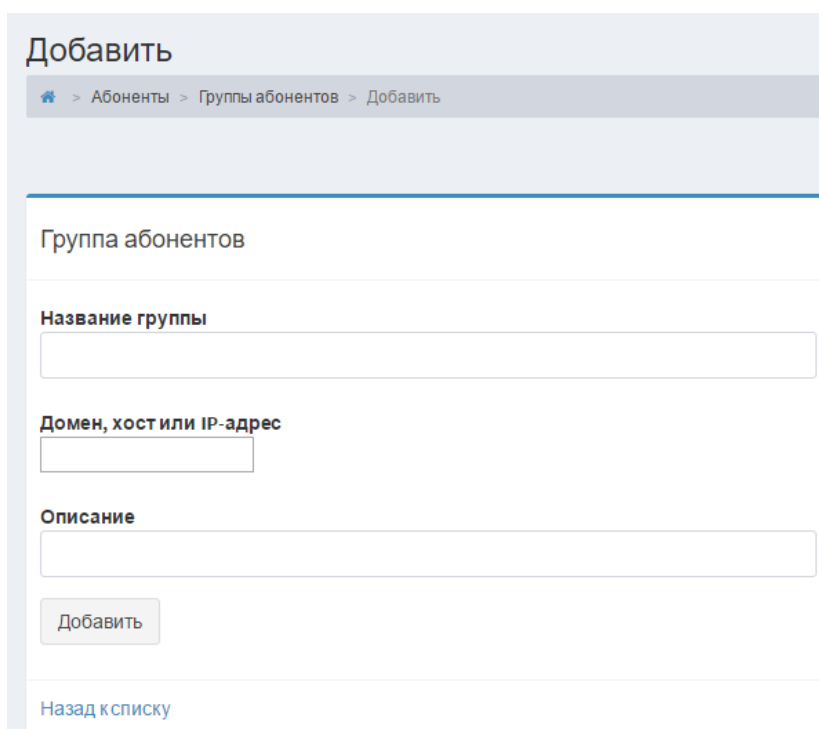 Добавить
> Абоненты > Группы абонентов > Добавить
Группа абонентов
Название группы
Домен, хост или IP-адрес
Описание
Добавить
Назад к списку